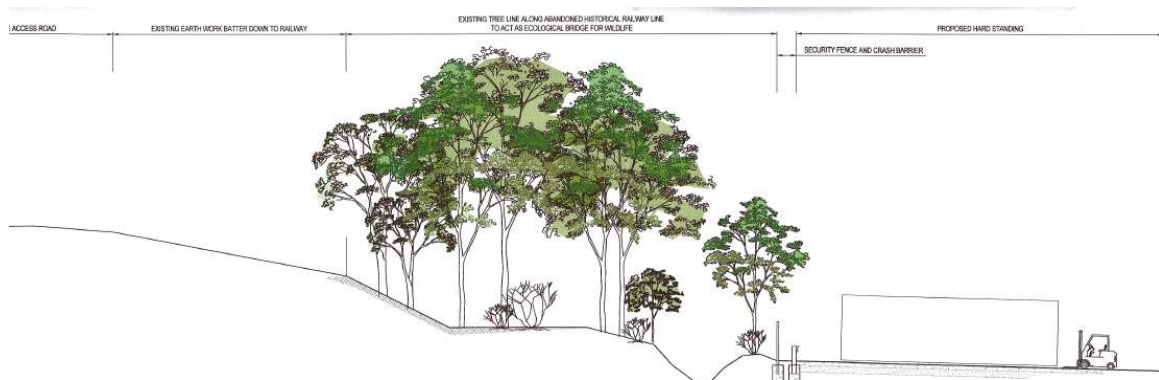 ACCESS ROAD
EXISTING EARTH WORK BATTER DOWN TO RAILWAY
EXISTING TREE LINE ALONG ABANDONED HISTORICAL RAILWAY LINE
TO ACT AS ECOLOGICAL BRIDGE FOR WILDLIFE
SECURITY FENCE AND CRASH BARRIER
PROPOSED HARD STANDING